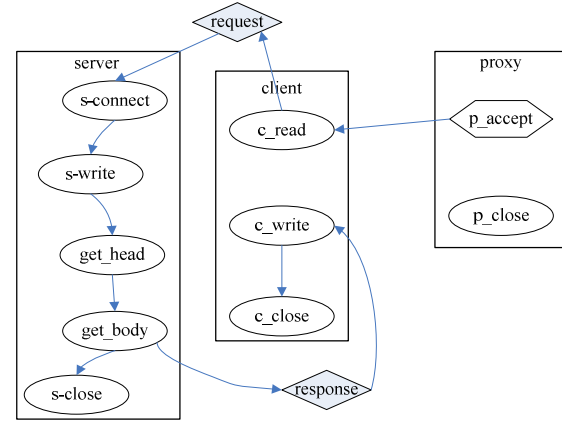 request
server
s-connect
s-write
get_head
get_body
s-close
client
c_read
c_write
c_close
response
proxy
p_accept
p_close